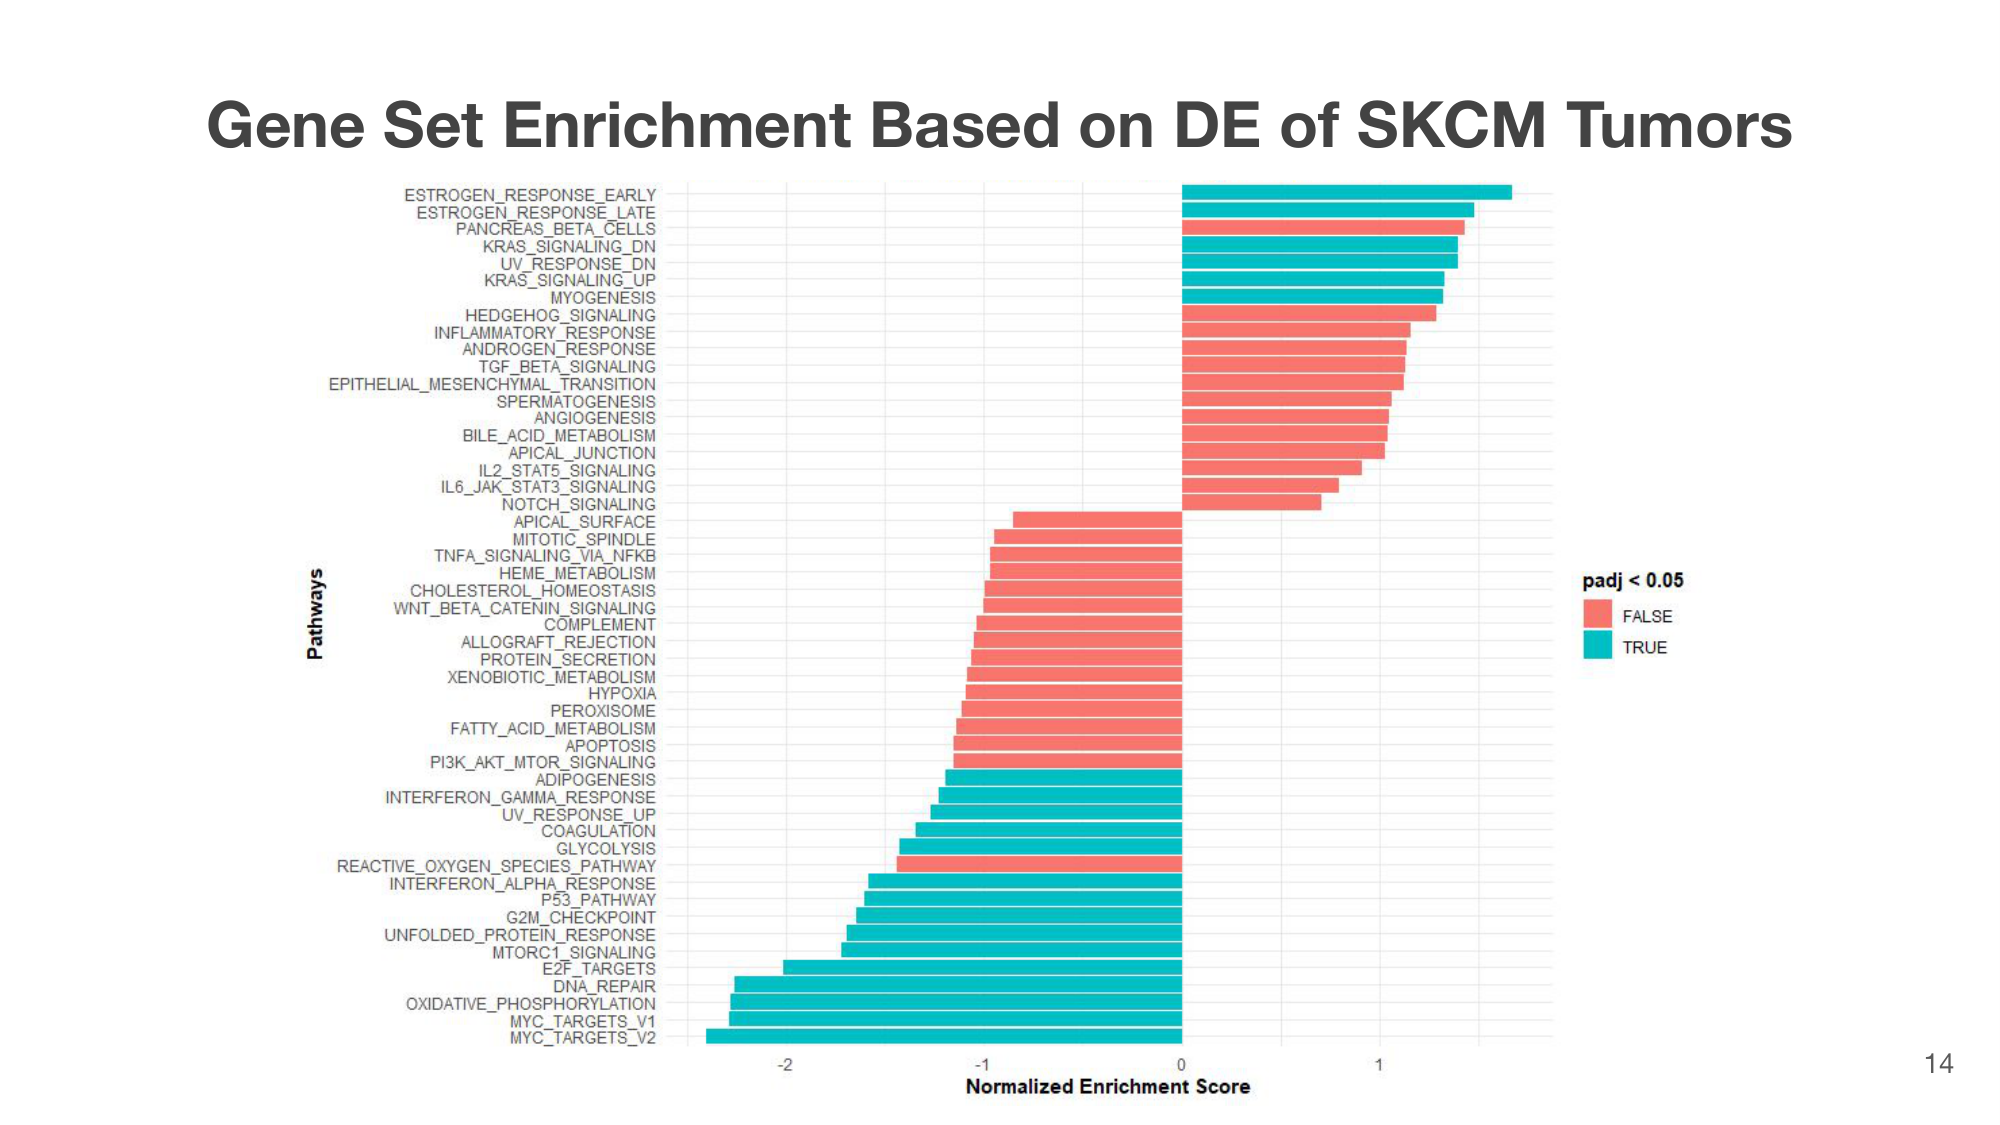 Gene Set Enrichment Based on DE of SKCM Tumors
ESTROGEN_RESPONSE_EARLY
ESTROGEN_RESPONSE_LATE
PANCREAS_BETA_CELLS
KRAS_SIGNALING_DN
UV_RESPONSE_DN
KRAS_SIGNALING_UP
MYOGENESIS
HEDGEHOG_SIGNALING
INFLAMMATORY_RESPONSE
ANDROGEN_RESPONSE
TGF_BETA_SIGNALING
EPITHELIAL_MESENCHYMAL_TRANSITION
SPERMATOGENESIS
ANGIOGENESIS
BILE_ACID_METABOLISM
APICAL_JUNCTION
IL2_STAT5_SIGNALING
IL6_JAK_STAT3_SIGNALING
NOTCH_SIGNALING
APICAL_SURFACE
MITOTIC_SPINDLE
TNFA_SIGNALING_VIA_NFKB
HEME_METABOLISM
CHOLESTEROL_HOMEOSTASIS
WNT_BETA_CATENIN_SIGNALING
COMPLEMENT
ALLOGRAFT_REJECTION
PROTEIN_SECRETION
XENOBIOTIC_METABOLISM
HYPOXIA
PEROXISOME
FATTY_ACID_METABOLISM
APOPTOSIS
PI3K_AKT_MTOR_SIGNALING
ADIPOGENESIS
INTERFERON_GAMMA_RESPONSE
UV_RESPONSE_UP
COAGULATION
GLYCOLYSIS
REACTIVE_OXYGEN_SPECIES_PATHWAY
INTERFERON_ALPHA_RESPONSE
P53_PATHWAY
G2M_CHECKPOINT
UNFOLDED_PROTEIN_RESPONSE
MTORC1_SIGNALING
E2F_TARGETS
DNA_REPAIR
OXIDATIVE_PHOSPHORYLATION
MYC_TARGETS_V1
MYC_TARGETS_V2
Pathways
-2 -1 0 1
Normalized Enrichment Score
padj < 0.05
FALSE
TRUE
14